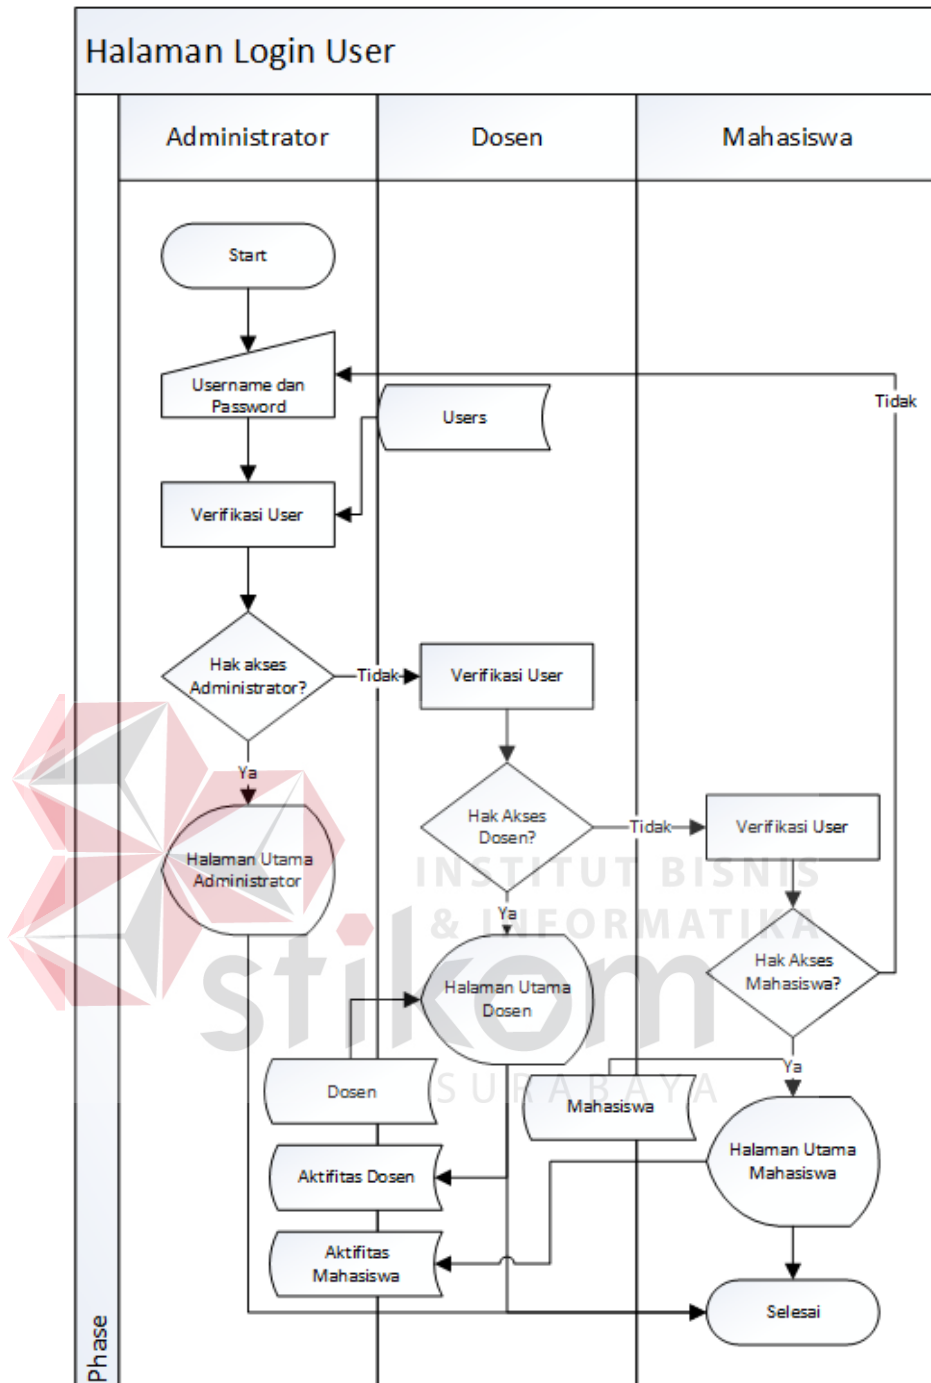 Halaman Login User
Administrator
Dosen
Mahasiswa
Start
Username dan
Password
Tidak
Users
Verifikasi User
Hak akses
Administrator?
Tidak
Verifikasi User
Ya
Hak Akses
Dosen?
Tidak
Verifikasi User
Halaman Utama
Administrator
INSTITUT BISNIS
& INFORMATIKA
Ya
stikom
Hak Akses
Mahasiswa?
Halaman Utama
Dosen
Ya
SURABAYA
Dosen
Mahasiswa
Halaman Utama
Mahasiswa
Aktifitas Dosen
Aktifitas
Mahasiswa
Selesai
Phase